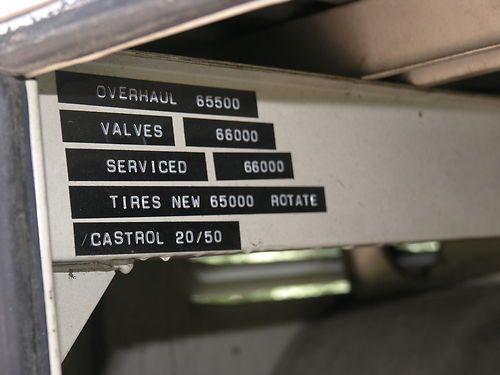 OVERHAUL 65500
VALVES 66000
SERVICED 66000
TIRES NEW 65000 ROTATE
/CASTROL 20/50